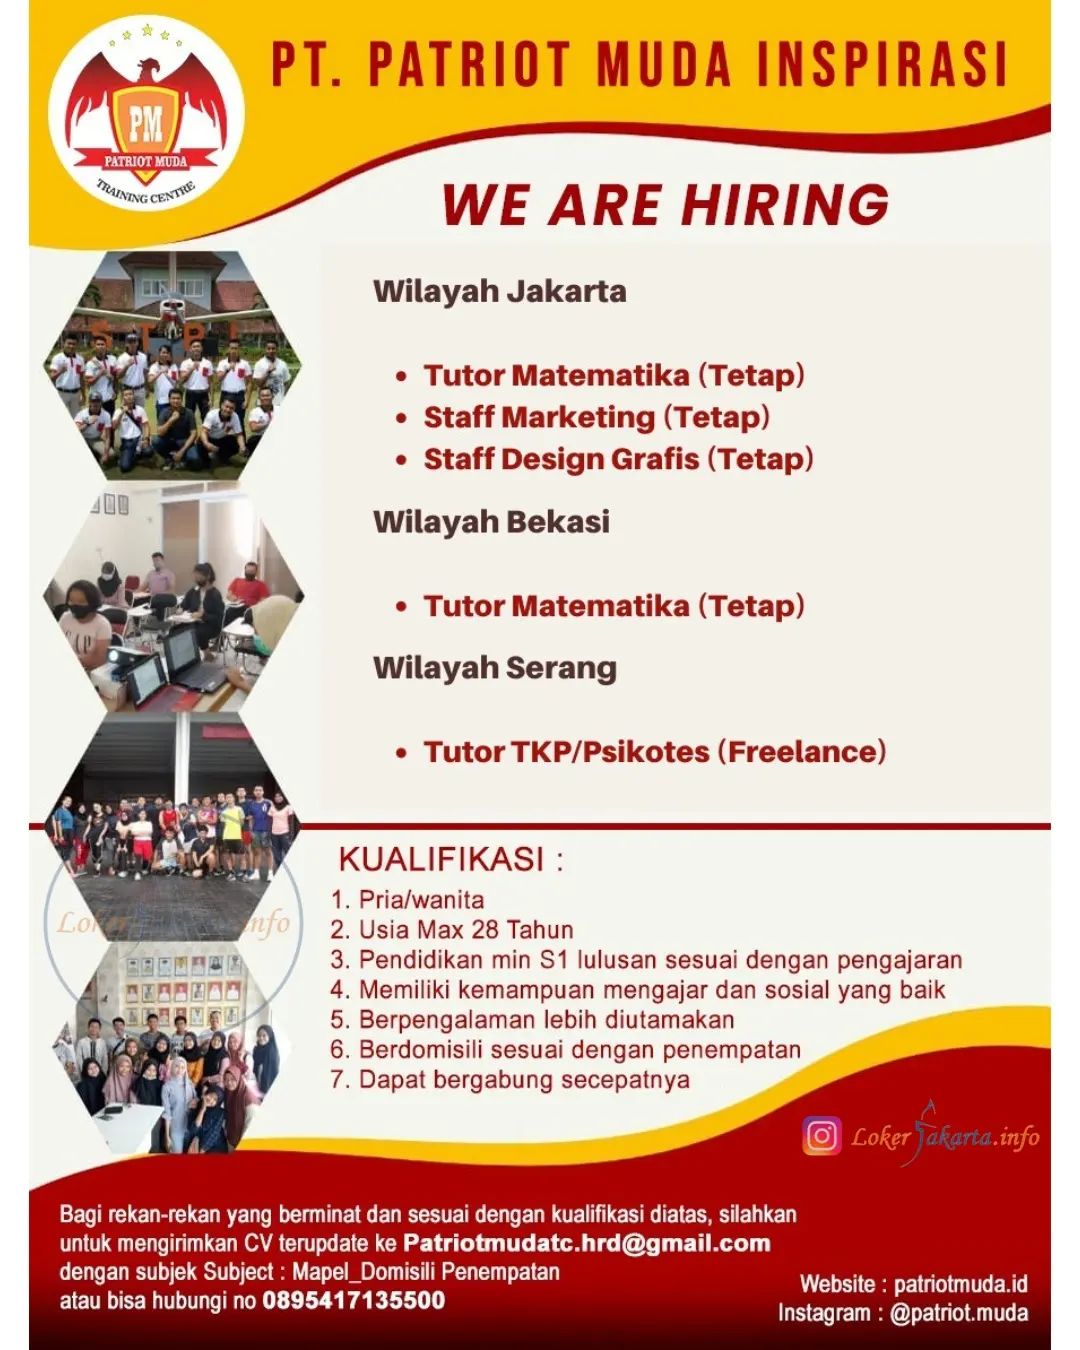 PM
PATRIOT MUDA
TRAINING CENTRE
PT. PATRIOT MUDA INSPIRASI
WE ARE HIRING
Wilayah Jakarta
• Tutor Matematika (Tetap)
• Staff Marketing (Tetap)
• Staff Design Grafis (Tetap)
Wilayah Bekasi
• Tutor Matematika (Tetap)
Wilayah Serang
• Tutor TKP/Psikotes (Freelance)
KUALIFIKASI :
1. Pria/wanita
2. Usia Max 28 Tahun
3. Pendidikan min S1 lulusan sesuai dengan pengajaran
4. Memiliki kemampuan mengajar dan sosial yang baik
5. Berpengalaman lebih diutamakan
6. Berdomisili sesuai dengan penempatan
7. Dapat bergabung secepatnya
Loker Jakarta.info
Bagi rekan-rekan yang berminat dan sesuai dengan kualifikasi diatas, silahkan
untuk mengirimkan CV terupdate ke Patriotmudatc.hrd@gmail.com
dengan subjek Subject : Mapel_Domisili Penempatan
atau bisa hubungi no 0895417135500
Website : patriotmuda.id
Instagram : @patriot.muda